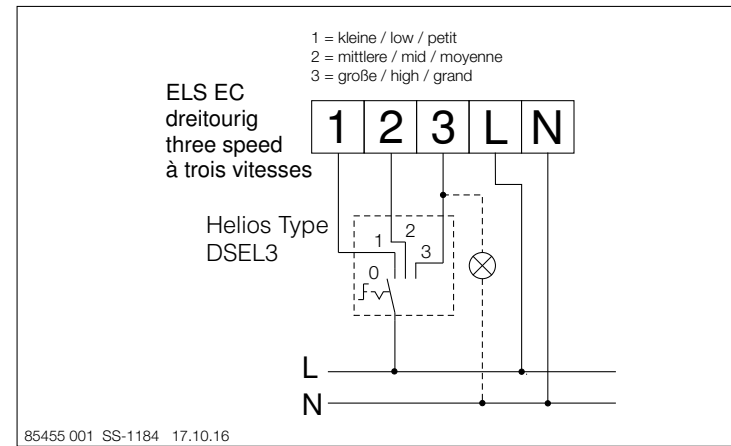 1 = kleine / low / petit
2 = mittlere / mid / moyenne
3 = große / high / grand
ELS EC
dreitourig
three speed
à trois vitesses
1 2 3 L N
Helios Type
DSEL3
1 2 3
0
L
N
85455 001 SS-1184 17.10.16